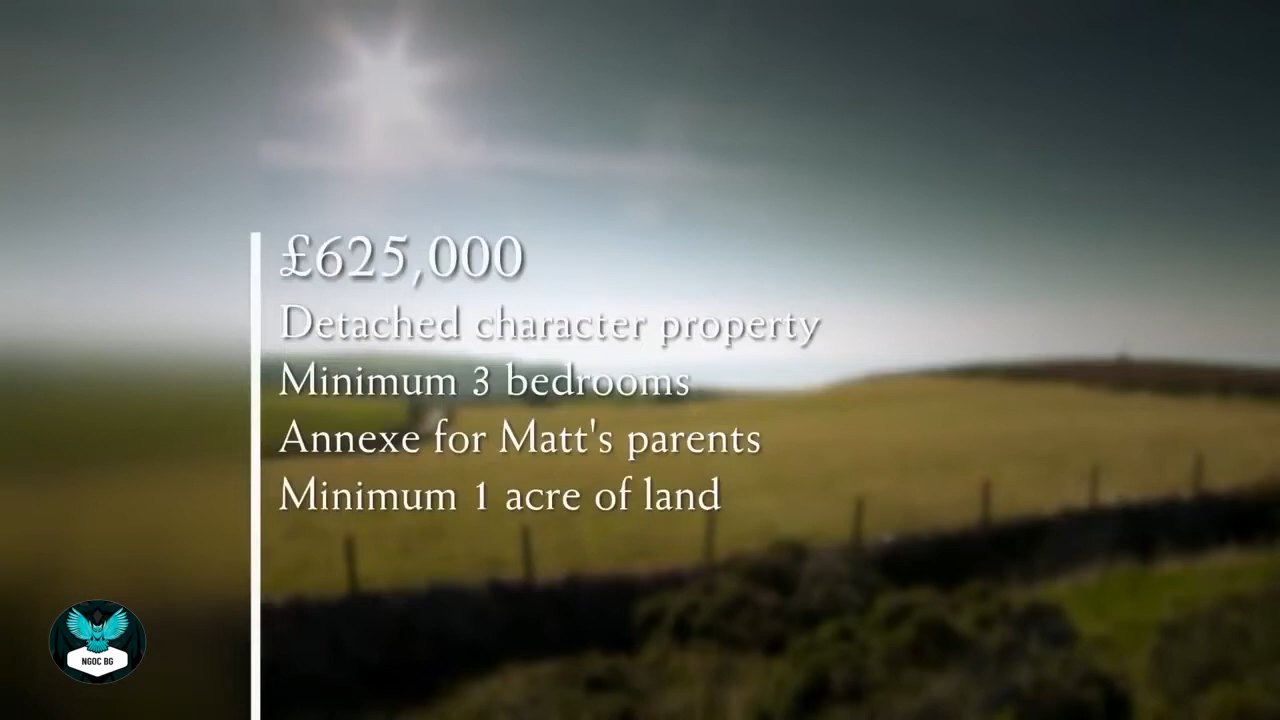 £625,000
Detached character property
Minimum 3 bedrooms
Annexe for Matt's parents
Minimum 1 acre of land
NGOC BG